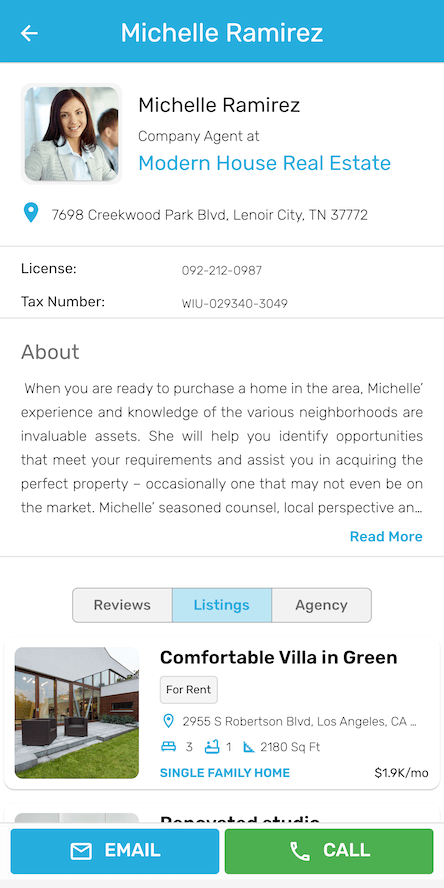 Michelle Ramirez
Michelle Ramirez
Company Agent at
Modern House Real Estate
7698 Creekwood Park Blvd, Lenoir City, TN 37772
License: 092-212-0987
Tax Number: WIU-029340-3049
About
When you are ready to purchase a home in the area, Michelle’
experience and knowledge of the various neighborhoods are
invaluable assets. She will help you identify opportunities
that meet your requirements and assist you in acquiring the
perfect property – occasionally one that may not even be on
the market. Michelle’ seasoned counsel, local perspective an...
Read More
Reviews Listings Agency
Comfortable Villa in Green
For Rent
2955 S Robertson Blvd, Los Angeles, CA ...
3 1 2180 Sq Ft
SINGLE FAMILY HOME $1.9K/mo
Renovated studio
EMAIL CALL